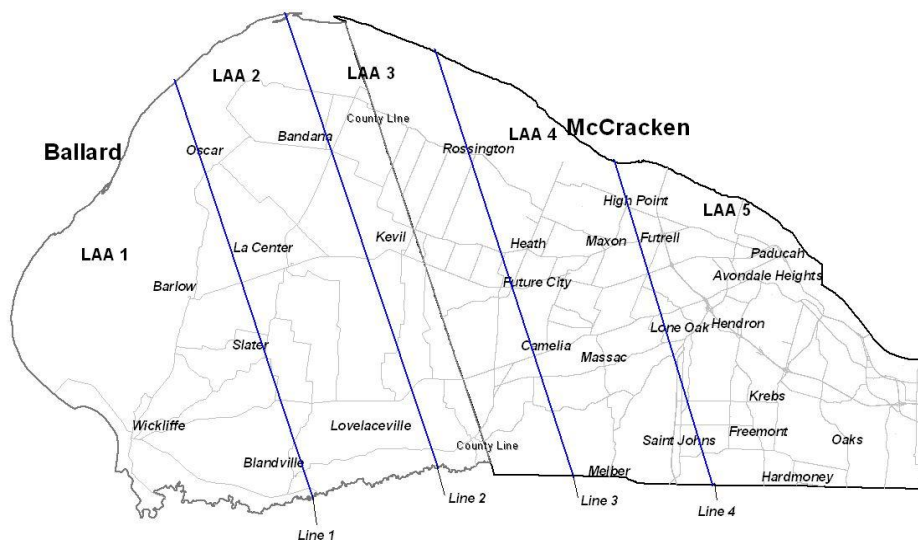 LAA 2
LAA 3
County Line
Bandana
Oscar
Rossington
LAA 4
McCracken
Ballard
High Point
LAA 5
Kevil
La Center
Heath
Maxon
Futrell
Paducah
LAA 1
Barlow
Future City
Avondale Heights
Hendron
Lone Oak
Slater
Camelia
Massac
Krebs
Wickliffe
Lovelaceville
Freemont
Saint Johns
Oaks
County Line
Blandville
Melber
Hardmoney
Line 2
Line 3
Line 4
Line 1